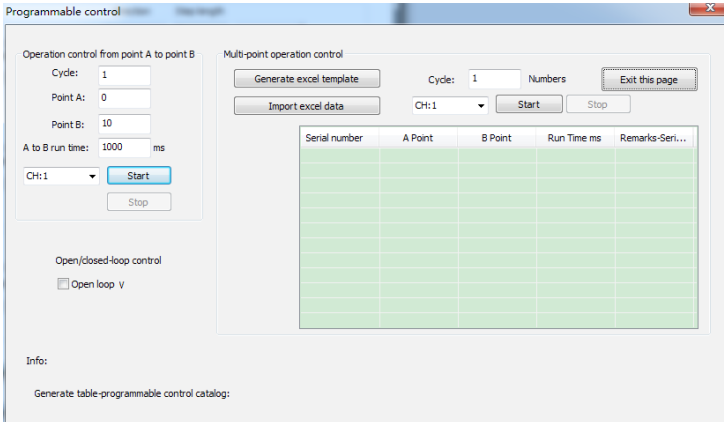 Programmable control
Operation control from point A to point B
Cycle: 1
Point A: 0
Point B: 10
A to B run time: 1000 ms
CH:1 Start
Stop
Open/closed-loop control
Open loop V
Multi-point operation control
Generate excel template Cycle: 1 Numbers Exit this page
Import excel data CH:1 Start Stop
Serial number A Point B Point Run Time ms Remarks-Seri...
Info:
Generate table-programmable control catalog: